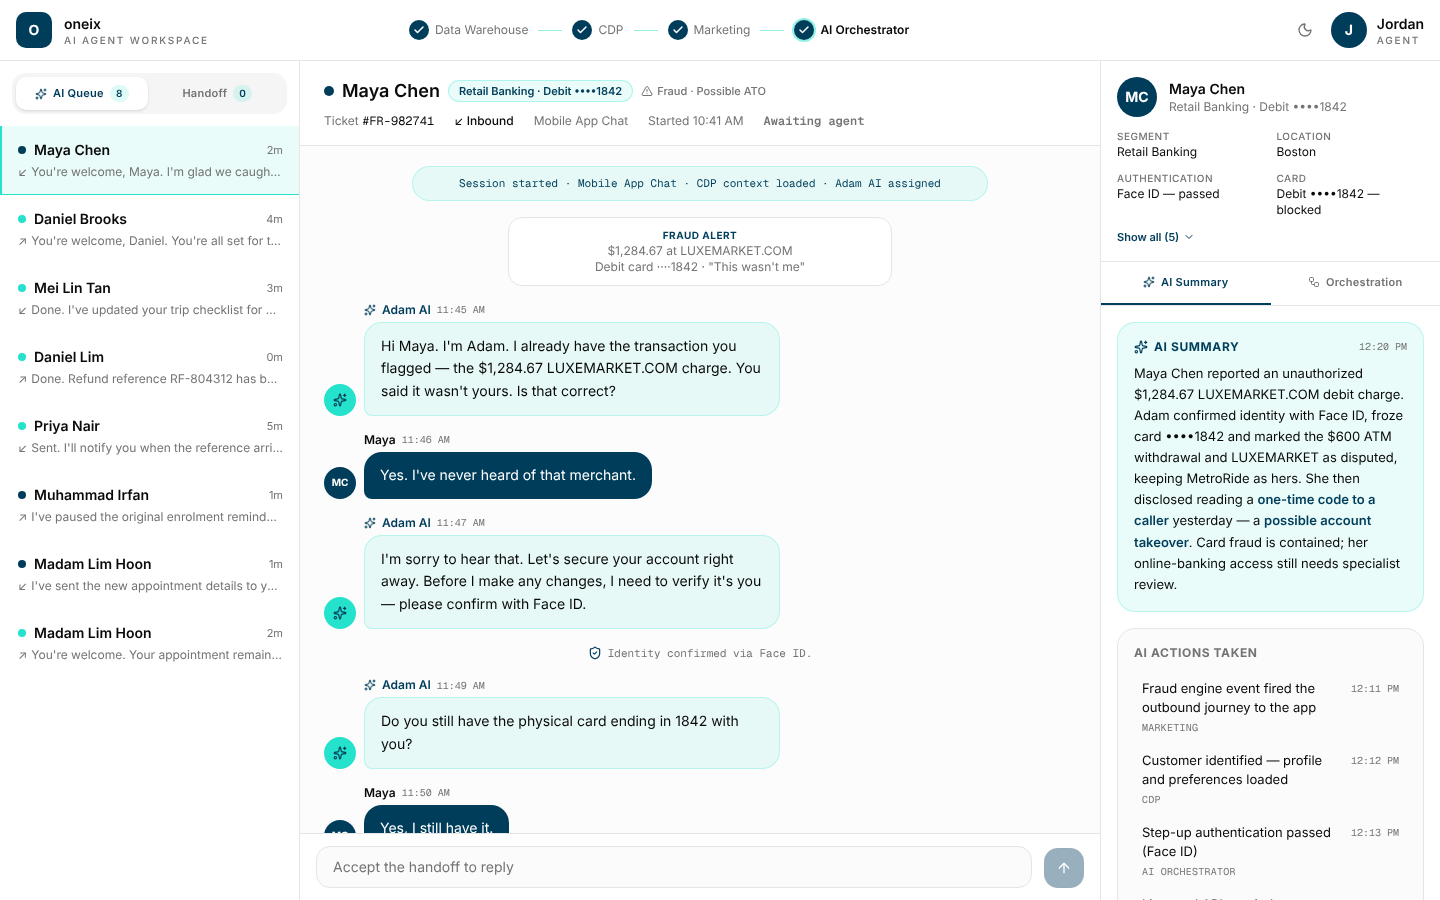 O
oneix
AI AGENT WORKSPACE
Data Warehouse
CDP
Marketing
AI Orchestrator
J
Jordan
AGENT
AI Queue 8
Handoff 0
Maya Chen 2m
You're welcome, Maya. I'm glad we caugh...
Daniel Brooks 4m
You're welcome, Daniel. You're all set for t...
Mei Lin Tan 3m
Done. I've updated your trip checklist for ...
Daniel Lim 0m
Done. Refund reference RF-804312 has b...
Priya Nair 5m
Sent. I'll notify you when the reference arri...
Muhammad Irfan 1m
I've paused the original enrolment remind...
Madam Lim Hoon 1m
I've sent the new appointment details to y...
Madam Lim Hoon 2m
You're welcome. Your appointment remain...
Maya Chen Retail Banking · Debit ••••1842 Fraud · Possible ATO
Ticket #FR-982741 Inbound Mobile App Chat Started 10:41 AM Awaiting agent
Session started · Mobile App Chat · CDP context loaded · Adam AI assigned
FRAUD ALERT
$1,284.67 at LUXEMARKET.COM
Debit card ····1842 · "This wasn't me"
Adam AI 11:45 AM
Hi Maya. I'm Adam. I already have the transaction you
flagged — the $1,284.67 LUXEMARKET.COM charge. You
said it wasn't yours. Is that correct?
Maya 11:46 AM
MC
Yes. I've never heard of that merchant.
Adam AI 11:47 AM
I'm sorry to hear that. Let's secure your account right
away. Before I make any changes, I need to verify it's you
— please confirm with Face ID.
Identity confirmed via Face ID.
Adam AI 11:49 AM
Do you still have the physical card ending in 1842 with
you?
Maya 11:50 AM
Yes, I still have it.
Accept the handoff to reply
MC
Maya Chen
Retail Banking · Debit ••••1842
SEGMENT
Retail Banking
LOCATION
Boston
AUTHENTICATION
Face ID — passed
CARD
Debit ••••1842 —
blocked
Show all (5)
AI Summary
Orchestration
AI SUMMARY 12:20 PM
Maya Chen reported an unauthorized
$1,284.67 LUXEMARKET.COM debit charge.
Adam confirmed identity with Face ID, froze
card ••••1842 and marked the $600 ATM
withdrawal and LUXEMARKET as disputed,
keeping MetroRide as hers. She then
disclosed reading a one-time code to a
caller yesterday — a possible account
takeover. Card fraud is contained; her
online-banking access still needs specialist
review.
AI ACTIONS TAKEN
Fraud engine event fired the 12:11 PM
outbound journey to the app
MARKETING
Customer identified — profile 12:12 PM
and preferences loaded
CDP
Step-up authentication passed 12:13 PM
(Face ID)
AI ORCHESTRATOR